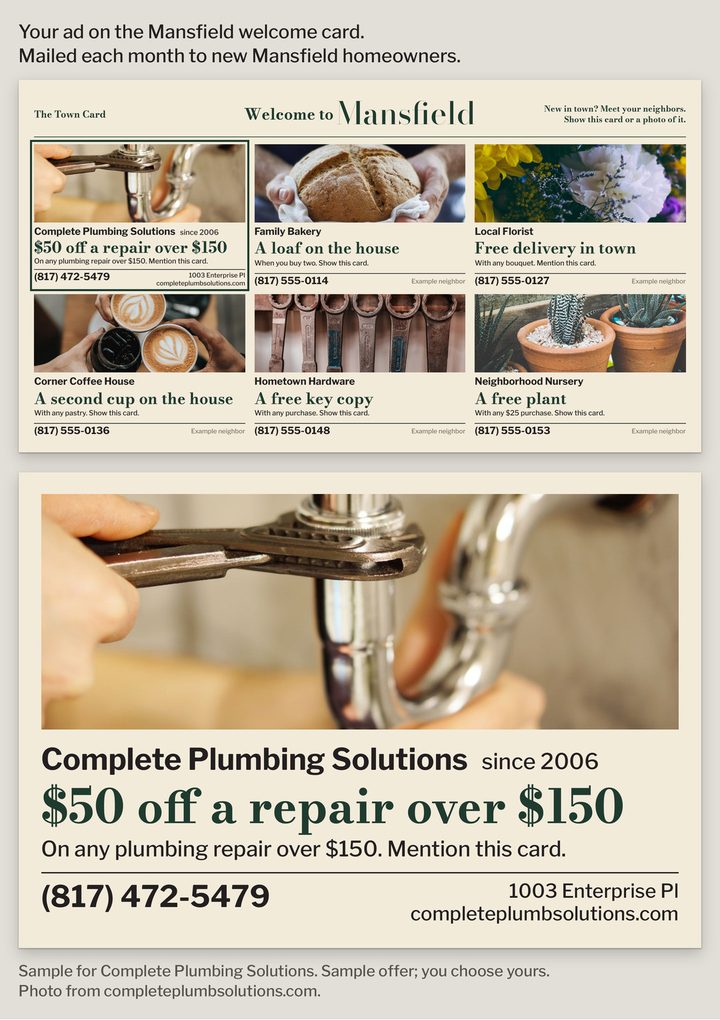 Your ad on the Mansfield welcome card.
Mailed each month to new Mansfield homeowners.
The Town Card
Welcome to Mansfield
New in town? Meet your neighbors.
Show this card or a photo of it.
Complete Plumbing Solutions since 2006
$50 off a repair over $150
On any plumbing repair over $150. Mention this card.
(817) 472-5479
1003 Enterprise Pl
completeplumbsolutions.com
Family Bakery
A loaf on the house
When you buy two. Show this card.
(817) 555-0114
Example neighbor
Local Florist
Free delivery in town
With any bouquet. Mention this card.
(817) 555-0127
Example neighbor
Corner Coffee House
A second cup on the house
With any pastry. Show this card.
(817) 555-0136
Example neighbor
Hometown Hardware
A free key copy
With any purchase. Show this card.
(817) 555-0148
Example neighbor
Neighborhood Nursery
A free plant
With any $25 purchase. Show this card.
(817) 555-0153
Example neighbor
Complete Plumbing Solutions since 2006
$50 off a repair over $150
On any plumbing repair over $150. Mention this card.
(817) 472-5479
1003 Enterprise Pl
completeplumbsolutions.com
Sample for Complete Plumbing Solutions. Sample offer; you choose yours.
Photo from completeplumbsolutions.com.